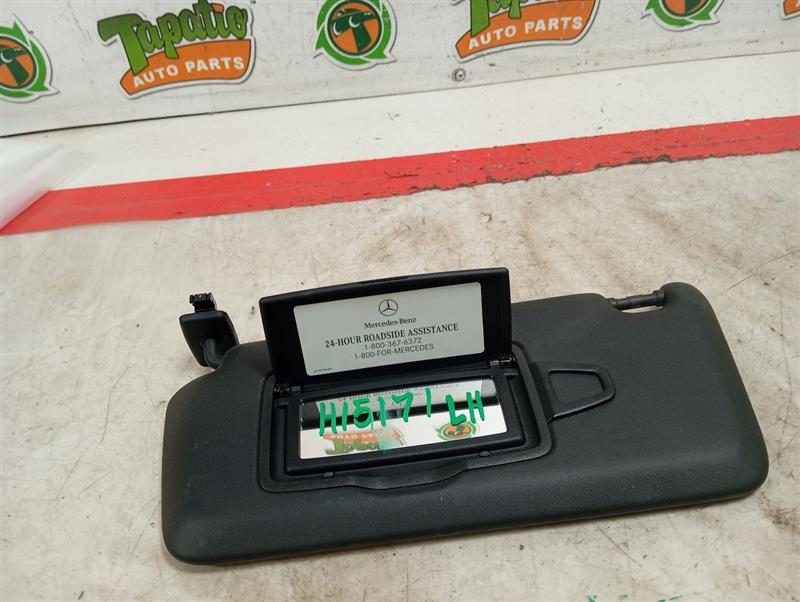 Tapatio
AUTO PARTS
Tapatio
AUTO PARTS
Mercedes-Benz
24-HOUR ROADSIDE ASSISTANCE
1-800-367-6372
1-800-FOR-MERCEDES
H15171 LH